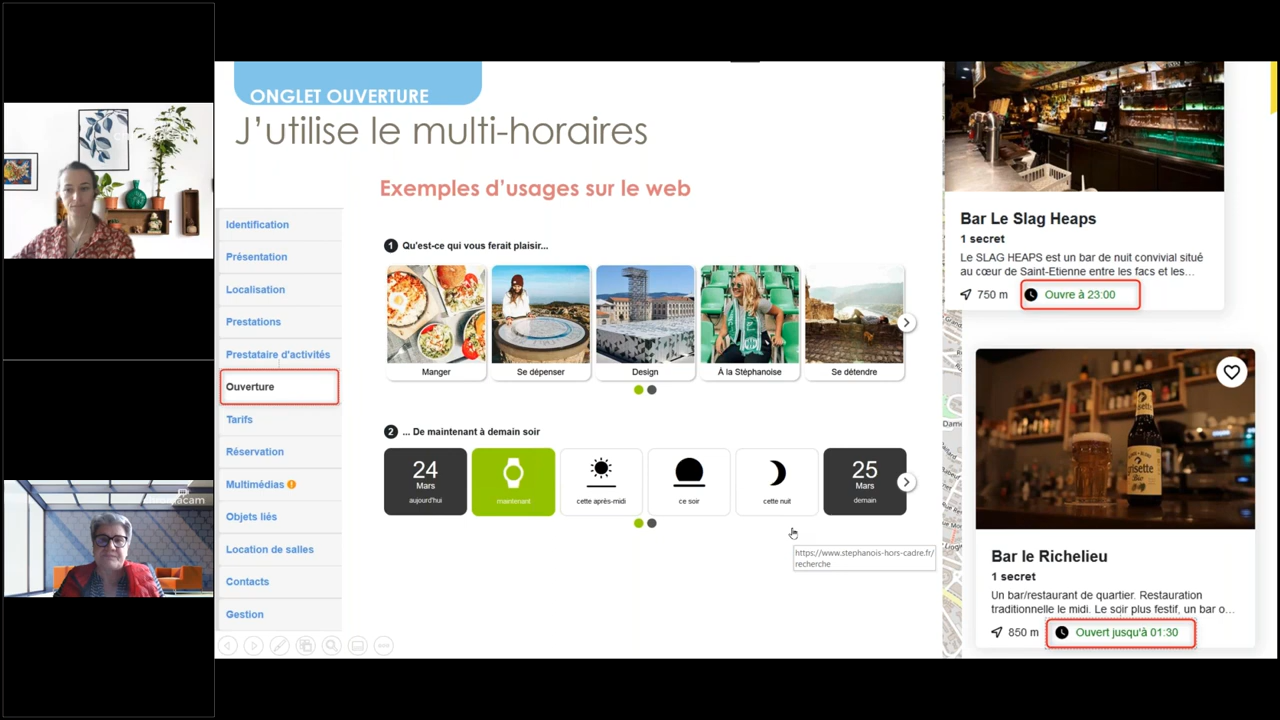 ONGLET OUVERTURE
J'utilise le multi-horaires
Exemples d'usages sur le web
Identification
Présentation
Localisation
Prestations
Prestataire d'activités
Ouverture
Tarifs
Réservation
Multimédias
Objets liés
Location de salles
Contacts
Gestion
1 Qu'est-ce qui vous ferait plaisir...
Manger
Se dépenser
Design
À la Stéphanoise
Se détendre
2 ... De maintenant à demain soir
24
Mars
aujourd'hui
maintenant
cette après-midi
ce soir
cette nuit
25
Mars
demain
https://www.stephanois-hors-cadre.fr/
recherche
Bar Le Slag Heaps
1 secret
Le SLAG HEAPS est un bar de nuit convivial situé
au cœur de Saint-Etienne entre les facs et les...
750 m
Ouvre à 23:00
Bar le Richelieu
1 secret
Un bar/restaurant de quartier. Restauration
traditionnelle le midi. Le soir plus festif, un bar o...
850 m
Ouvert jusqu'à 01:30